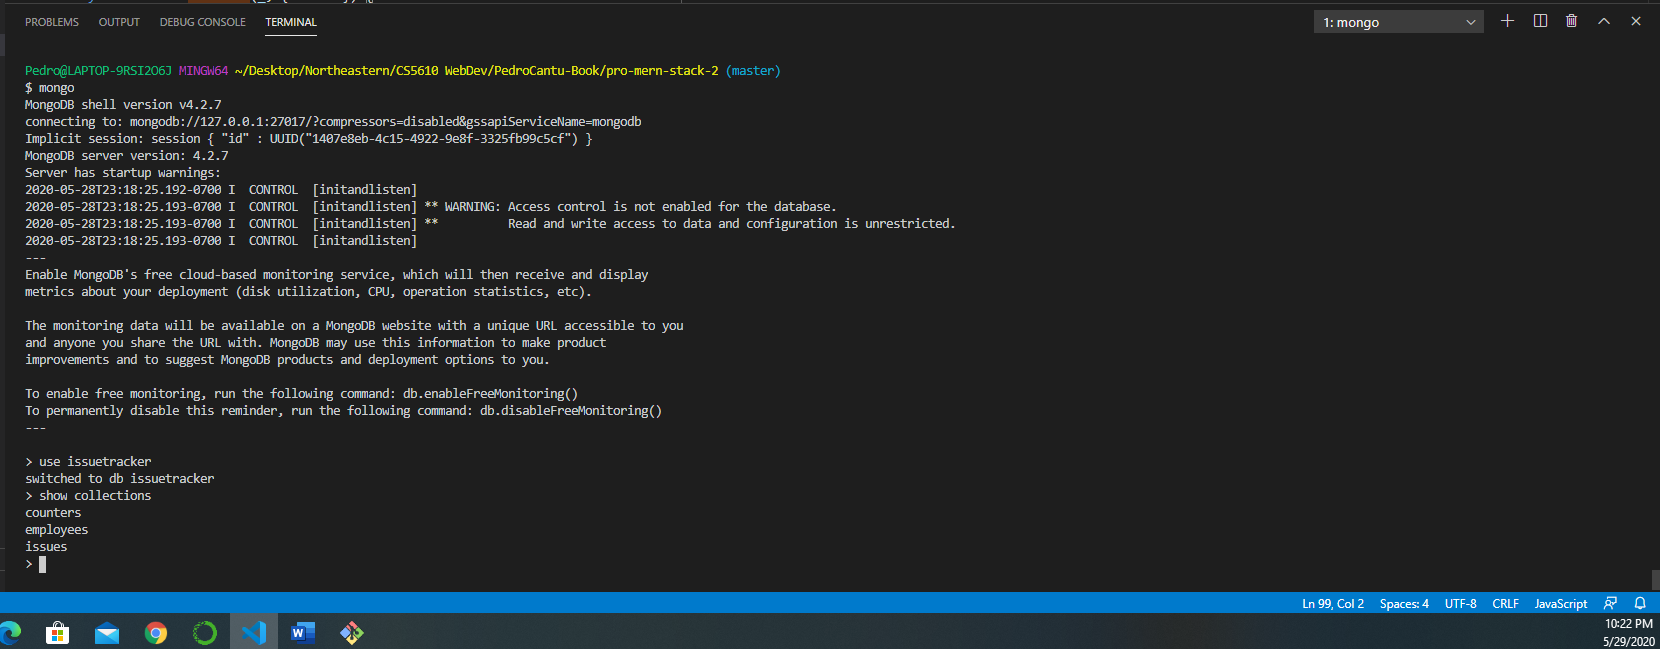 PROBLEMS OUTPUT DEBUG CONSOLE TERMINAL 1: mongo
Pedro@LAPTOP-9RSI2O6J MINGW64 ~/Desktop/Northeastern/CS5610 WebDev/PedroCantu-Book/pro-mern-stack-2 (master)
$ mongo
MongoDB shell version v4.2.7
connecting to: mongodb://127.0.0.1:27017/?compressors=disabled&gssapiServiceName=mongodb
Implicit session: session { "id" : UUID("1407e8eb-4c15-4922-9e8f-3325fb99c5cf") }
MongoDB server version: 4.2.7
Server has startup warnings:
2020-05-28T23:18:25.192-0700 I  CONTROL  [initandlisten]
2020-05-28T23:18:25.193-0700 I  CONTROL  [initandlisten] ** WARNING: Access control is not enabled for the database.
2020-05-28T23:18:25.193-0700 I  CONTROL  [initandlisten] **          Read and write access to data and configuration is unrestricted.
2020-05-28T23:18:25.193-0700 I  CONTROL  [initandlisten]
---
Enable MongoDB's free cloud-based monitoring service, which will then receive and display
metrics about your deployment (disk utilization, CPU, operation statistics, etc).
The monitoring data will be available on a MongoDB website with a unique URL accessible to you
and anyone you share the URL with. MongoDB may use this information to make product
improvements and to suggest MongoDB products and deployment options to you.
To enable free monitoring, run the following command: db.enableFreeMonitoring()
To permanently disable this reminder, run the following command: db.disableFreeMonitoring()
---
> use issuetracker
switched to db issuetracker
> show collections
counters
employees
issues
>
Ln 99, Col 2 Spaces: 4 UTF-8 CRLF JavaScript
W
10:22 PM
5/29/2020